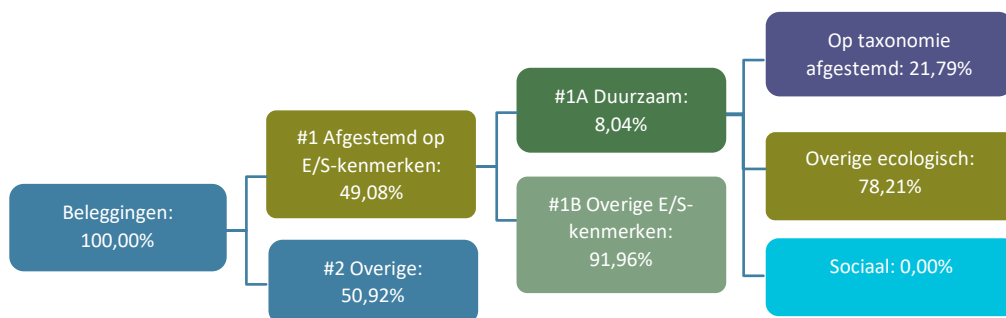 Beleggingen:
100,00%
#1 Afgestemd op
E/S-kenmerken:
49,08%
#2 Overige:
50,92%
#1A Duurzaam:
8,04%
#1B Overige E/S-
kenmerken:
91,96%
Op taxonomie
afgestemd: 21,79%
Overige ecologisch:
78,21%
Sociaal: 0,00%